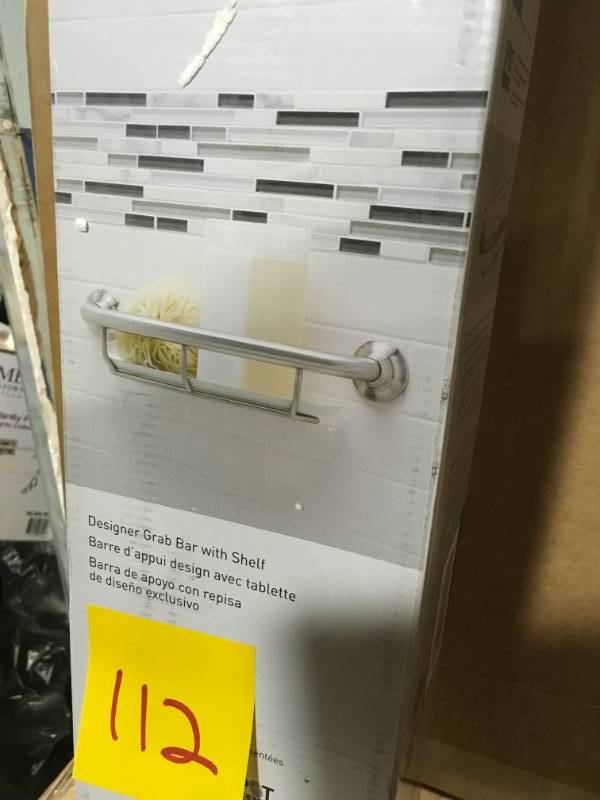 Designer Grab Bar with Shelf
Barre d'appui design avec tablette
Barra de apoyo con repisa
de diseño exclusivo
112